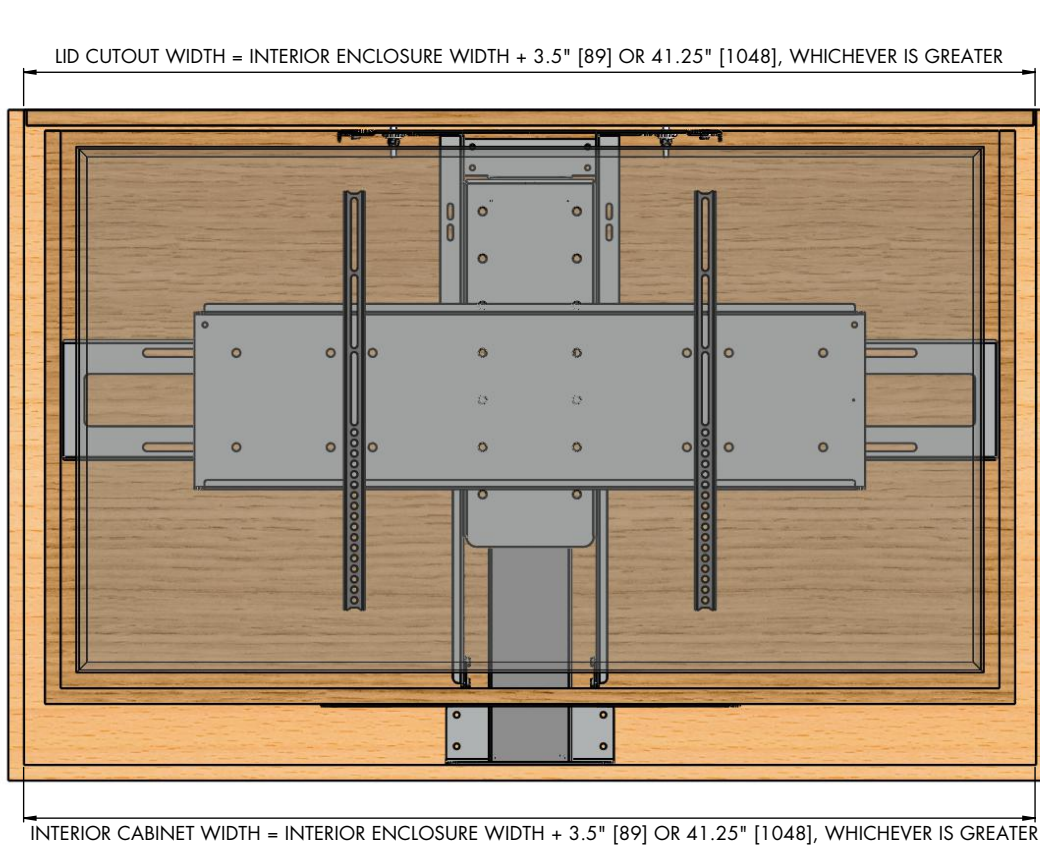 LID CUTOUT WIDTH = INTERIOR ENCLOSURE WIDTH + 3.5" [89] OR 41.25" [1048], WHICHEVER IS GREATER
INTERIOR CABINET WIDTH = INTERIOR ENCLOSURE WIDTH + 3.5" [89] OR 41.25" [1048], WHICHEVER IS GREATER